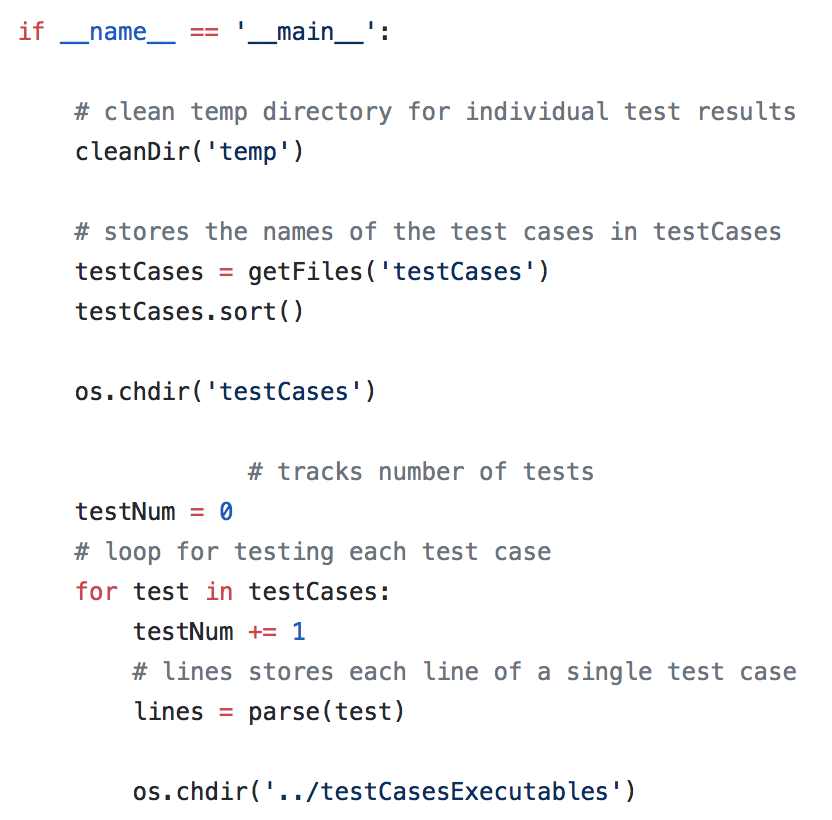 if __name__ == '__main__':
# clean temp directory for individual test results
cleanDir('temp')
# stores the names of the test cases in testCases
testCases = getFiles('testCases')
testCases.sort()
os.chdir('testCases')
# tracks number of tests
testNum = 0
# loop for testing each test case
for test in testCases:
testNum += 1
# lines stores each line of a single test case
lines = parse(test)
os.chdir('../testCasesExecutables')